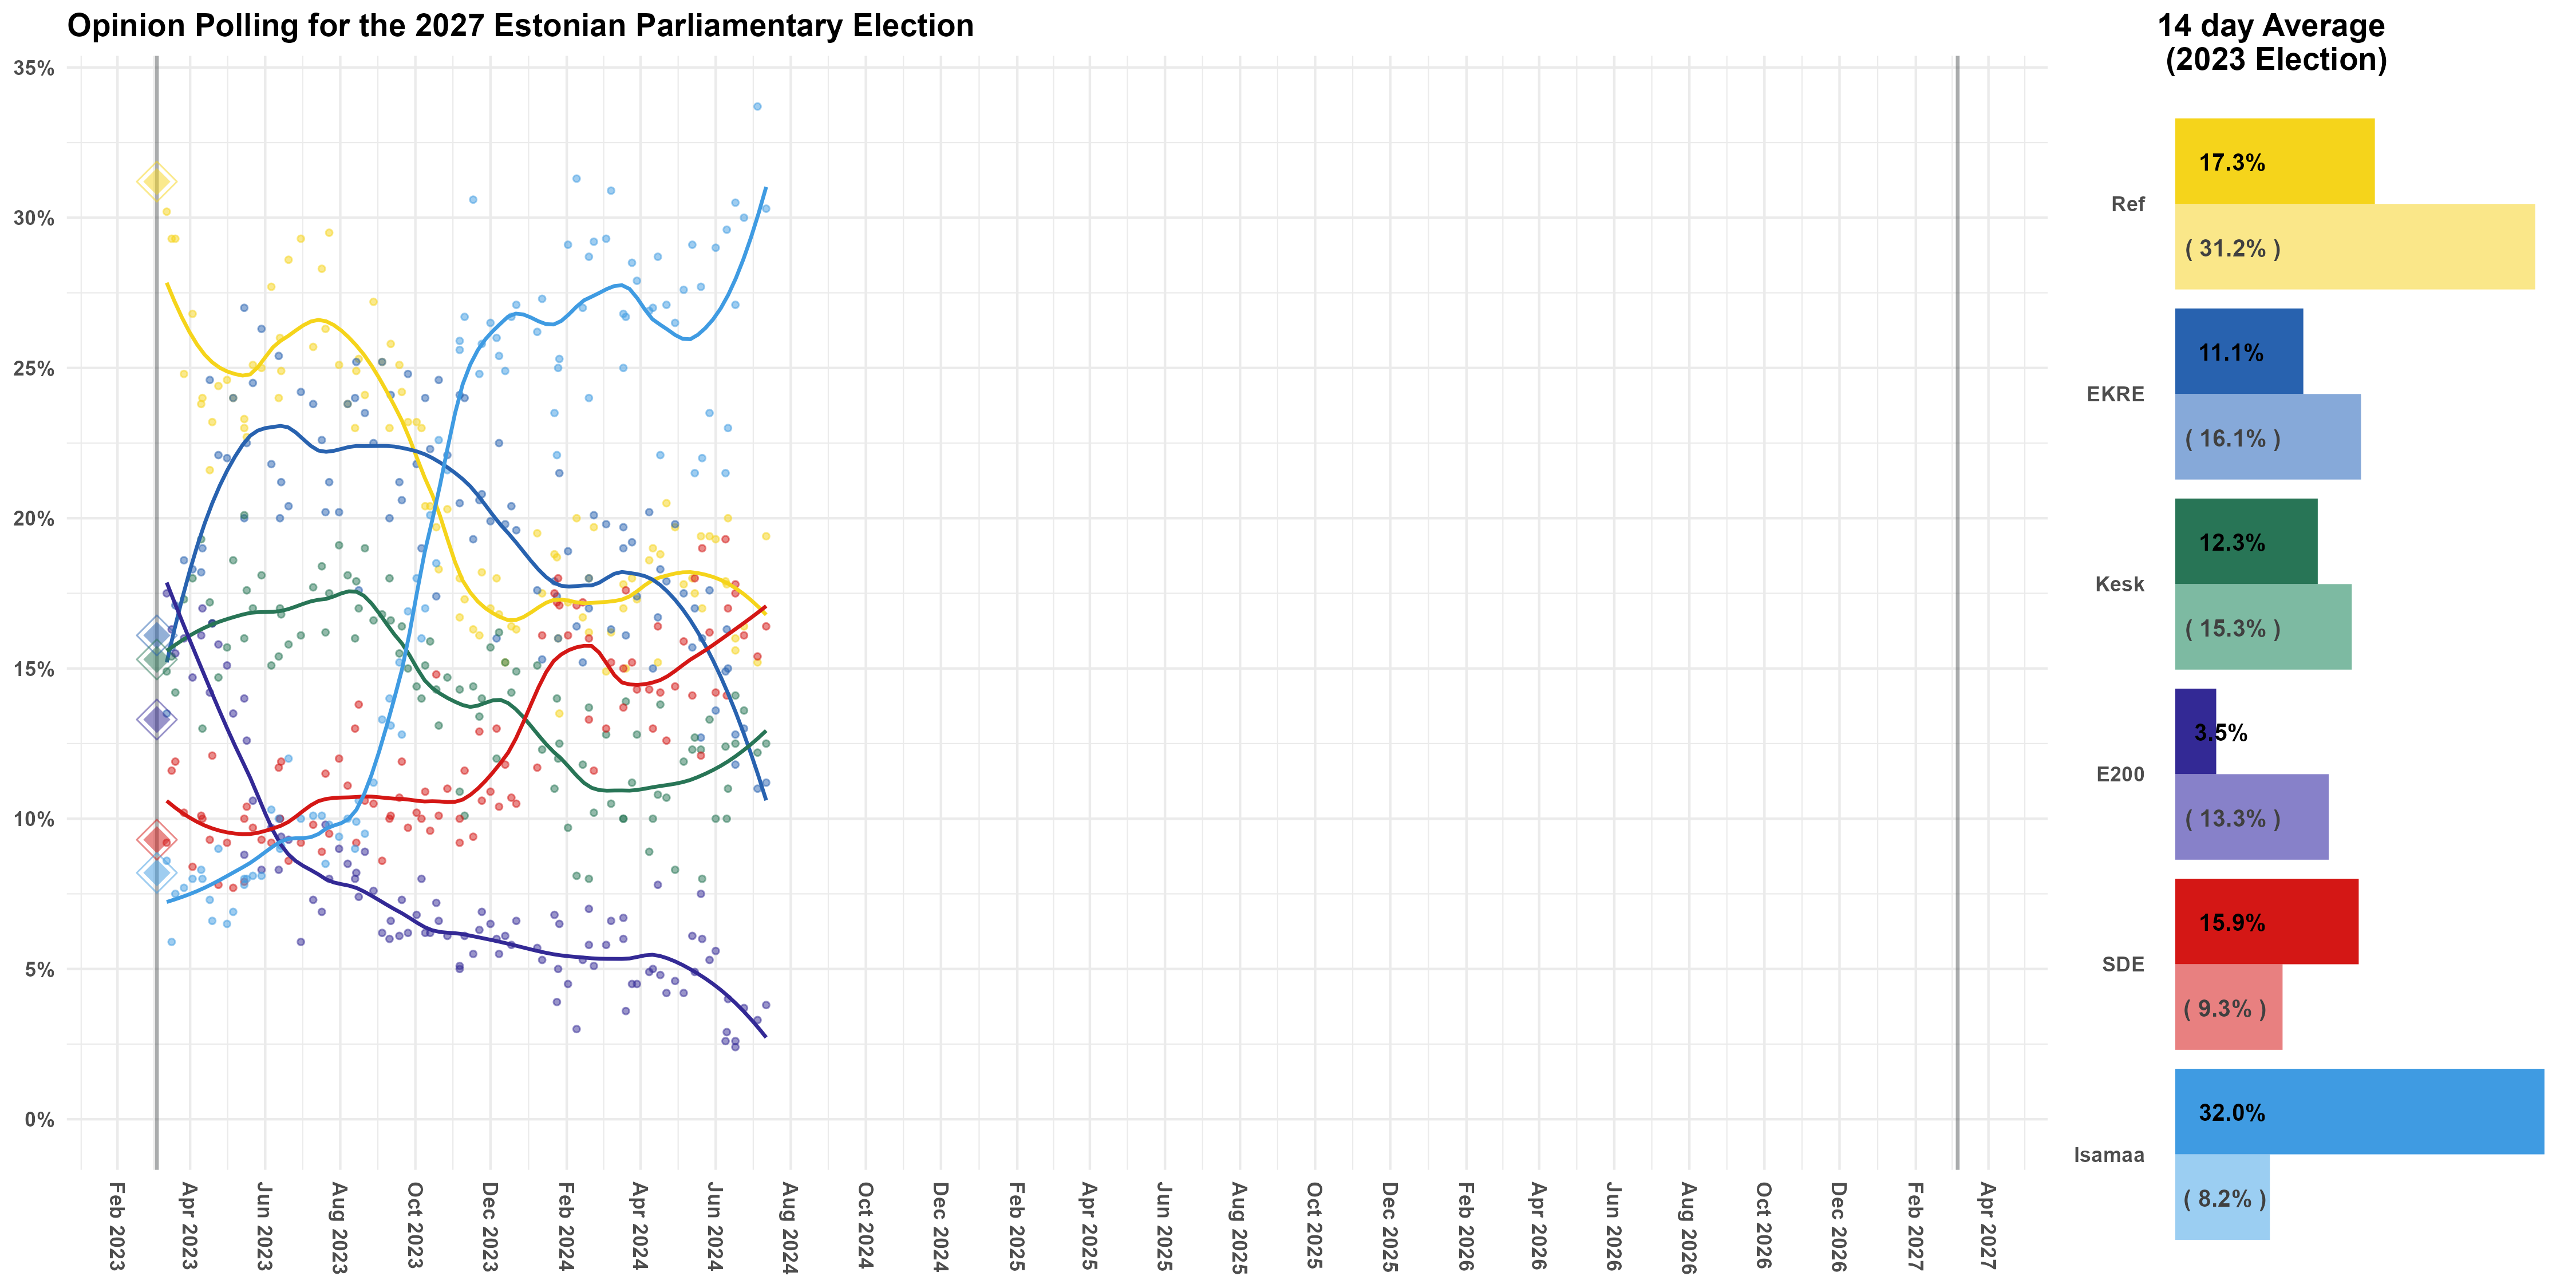 Opinion Polling for the 2027 Estonian Parliamentary Election
35%
30%
25%
20%
15%
10%
5%
0%
Feb 2023
Apr 2023
Jun 2023
Aug 2023
Oct 2023
Dec 2023
Feb 2024
Apr 2024
Jun 2024
Aug 2024
Oct 2024
Dec 2024
Feb 2025
Apr 2025
Jun 2025
Aug 2025
Oct 2025
Dec 2025
Feb 2026
Apr 2026
Jun 2026
Aug 2026
Oct 2026
Dec 2026
Feb 2027
Apr 2027
14 day Average
(2023 Election)
Ref
17.3%
( 31.2% )
EKRE
11.1%
( 16.1% )
Kesk
12.3%
( 15.3% )
E200
3.5%
( 13.3% )
SDE
15.9%
( 9.3% )
Isamaa
32.0%
( 8.2% )